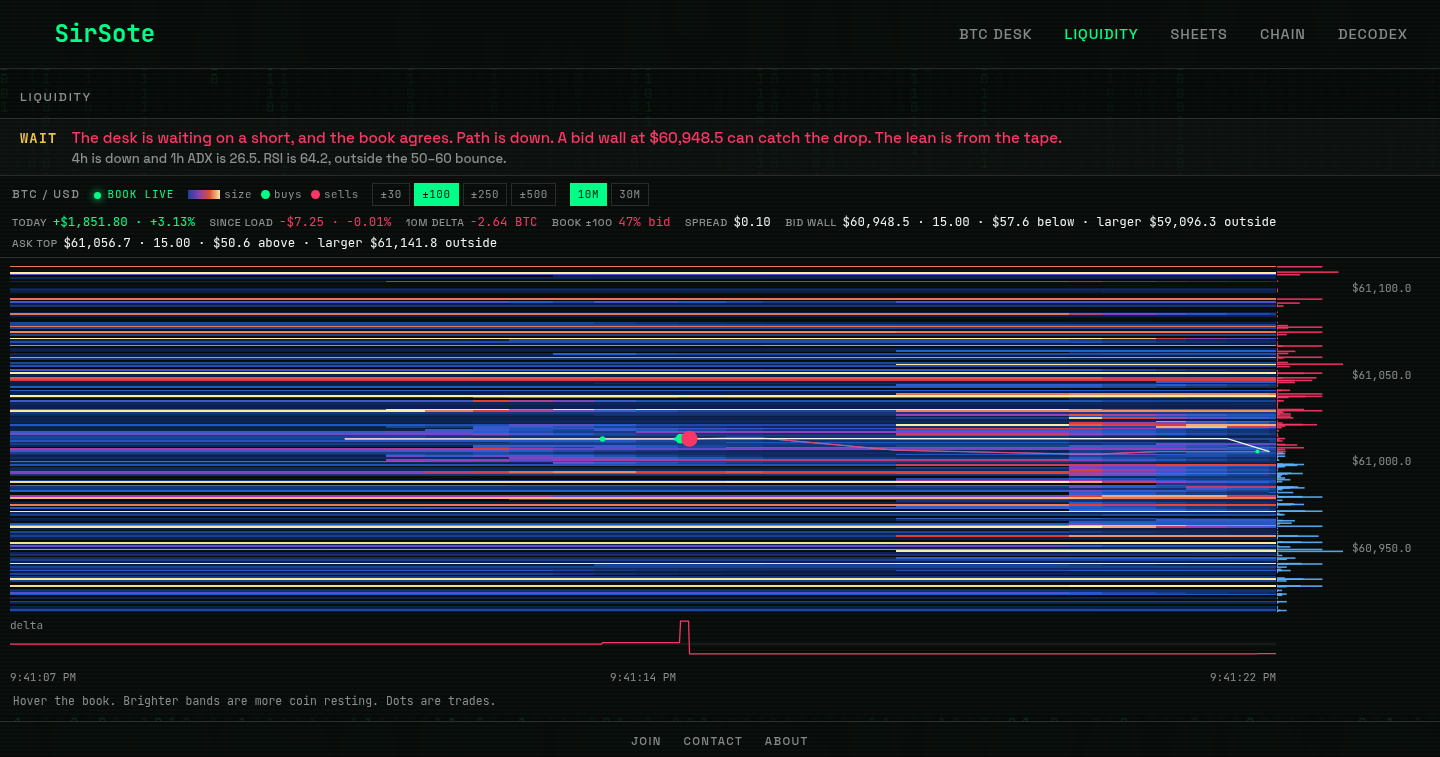 SirSote
BTC DESK LIQUIDITY SHEETS CHAIN DECODEX
LIQUIDITY
WAIT The desk is waiting on a short, and the book agrees. Path is down. A bid wall at $60,948.5 can catch the drop. The lean is from the tape.
4h is down and 1h ADX is 26.5. RSI is 64.2, outside the 50–60 bounce.
BTC / USD BOOK LIVE size buys sells ±30 ±100 ±250 ±500 10M 30M
TODAY +$1,851.80 · +3.13% SINCE LOAD -$7.25 · -0.01% 10M DELTA -2.64 BTC BOOK ±100 47% bid SPREAD $0.10 BID WALL $60,948.5 · 15.00 · $57.6 below · larger $59,096.3 outside
ASK TOP $61,056.7 · 15.00 · $50.6 above · larger $61,141.8 outside
$61,100.0
$61,050.0
$61,000.0
$60,950.0
delta
9:41:07 PM 9:41:14 PM 9:41:22 PM
Hover the book. Brighter bands are more coin resting. Dots are trades.
JOIN CONTACT ABOUT